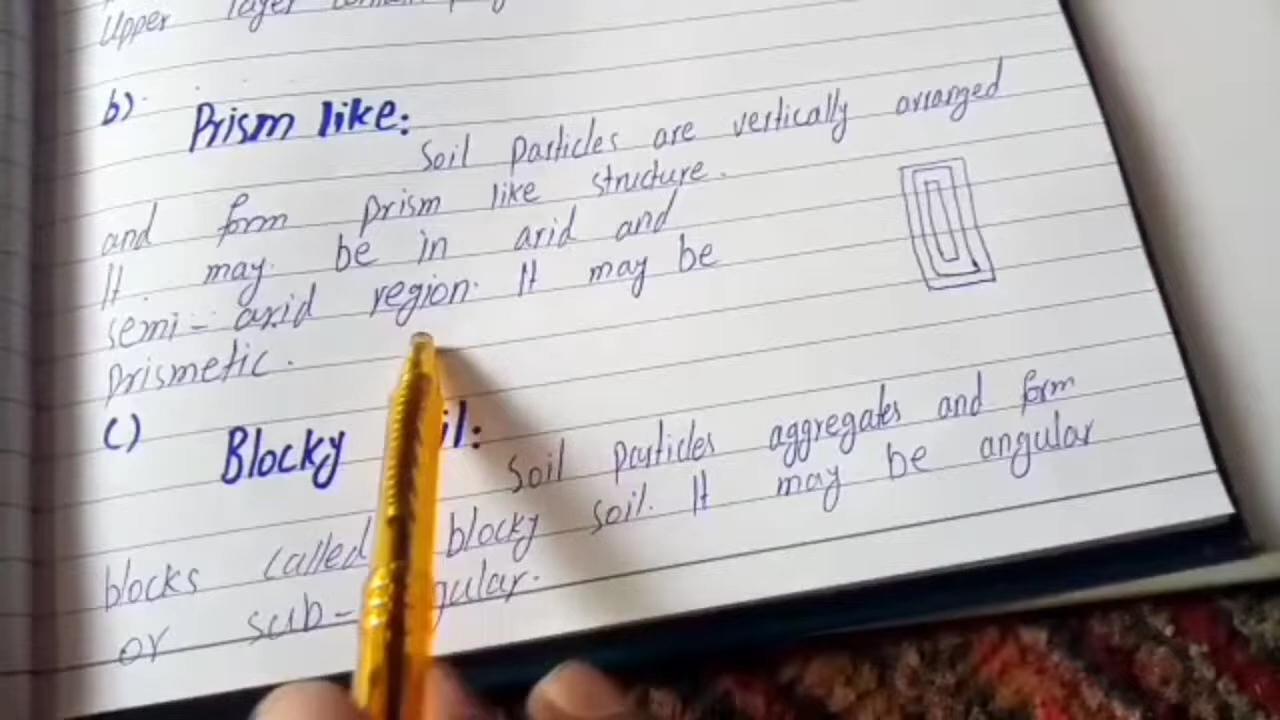 Upper layer
b) Prism like:
Soil particles are vertically arranged
and form prism like structure.
It may be in arid and
semi-arid region. It may be
prismetic.
c) Blocky
Soil particles aggregates and form
blocks called blocky soil. It may be angular
or sub-